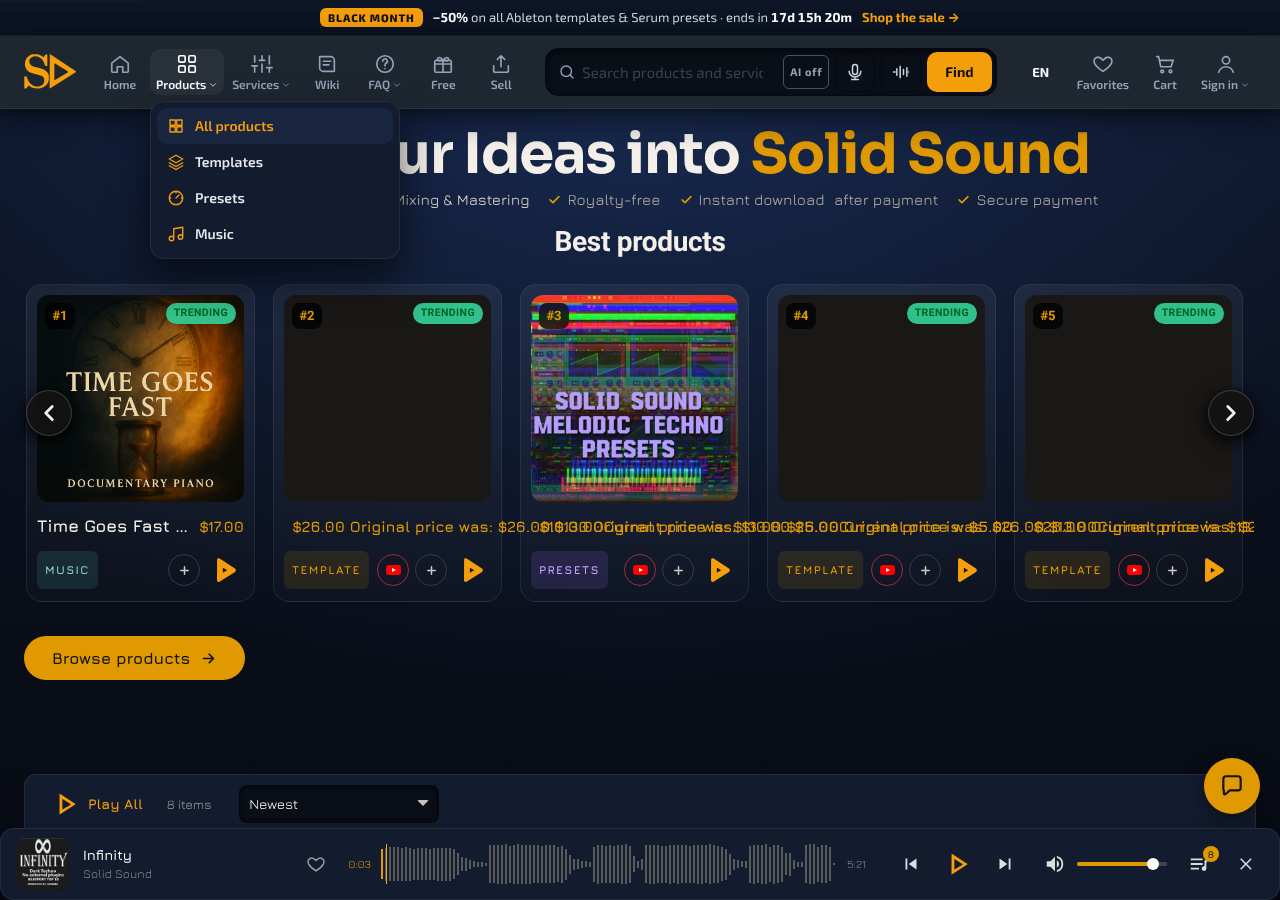 BLACK MONTH −50% on all Ableton templates & Serum presets · ends in 17d 15h 20m Shop the sale →
Home
Products
Services
Wiki
FAQ
Free
Sell
Search products and servic
AI off
Find
EN
Favorites
Cart
Sign in
All products
Templates
Presets
Music
ur Ideas into Solid Sound
Mixing & Mastering
Royalty-free
Instant download after payment
Secure payment
Best products
#1
TRENDING
TIME GOES
FAST
DOCUMENTARY PIANO
Time Goes Fast ...
$17.00
MUSIC
#2
TRENDING
$26.00 Original price was: $26.00
TEMPLATE
#3
TRENDING
SOLID SOUND
MELODIC TECHNO
PRESETS
PRESETS
#4
TRENDING
TEMPLATE
#5
TRENDING
TEMPLATE
Browse products →
Play All
8 items
Newest
INFINITY
Infinity
Solid Sound
0:03
5:21
8